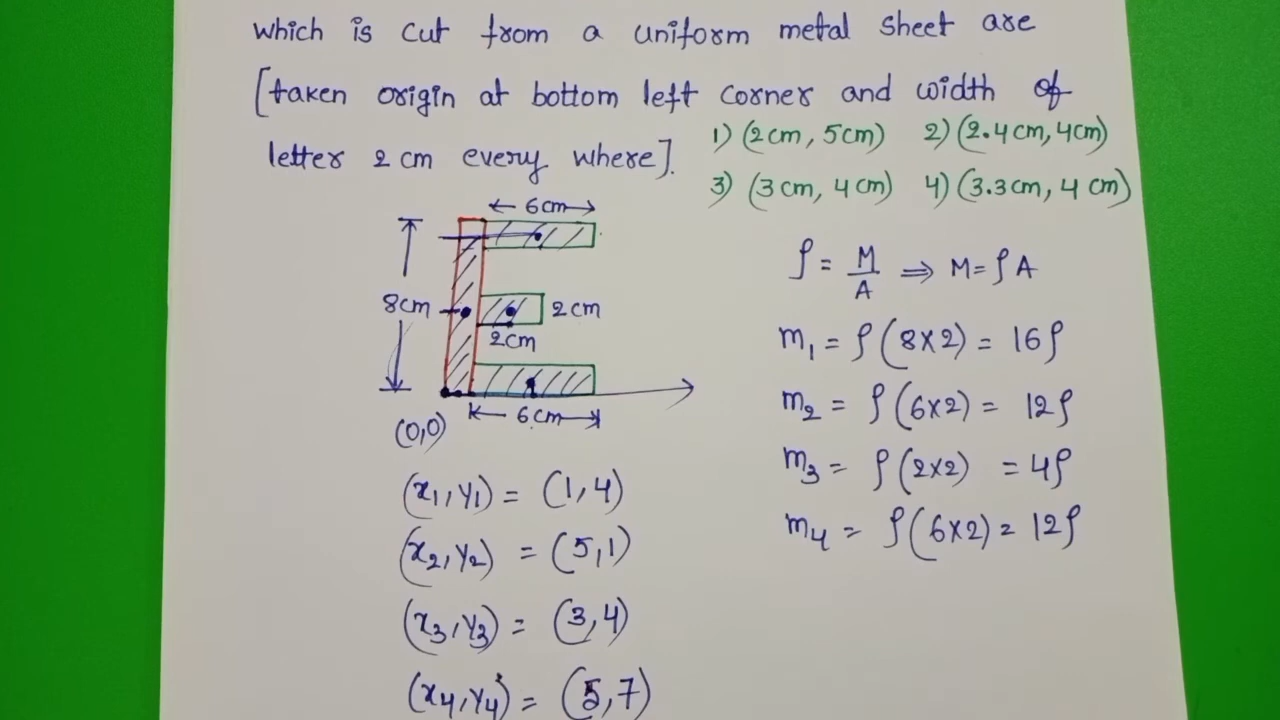 which is cut from a uniform metal sheet are
[taken origin at bottom left corner and width of
letter 2 cm every where].
1) (2cm, 5cm) 2) (2.4cm, 4cm)
3) (3cm, 4cm) 4) (3.3cm, 4cm)
6cm
8cm
2cm
2cm
6cm
(0,0)
(x₁,y₁) = (1,4)
(x₂,y₂) = (5,1)
(x₃,y₃) = (3,4)
(x₄,y₄) = (5,7)
ρ = M/A ⇒ M = ρA
m₁ = ρ(8×2) = 16ρ
m₂ = ρ(6×2) = 12ρ
m₃ = ρ(2×2) = 4ρ
m₄ = ρ(6×2) = 12ρ